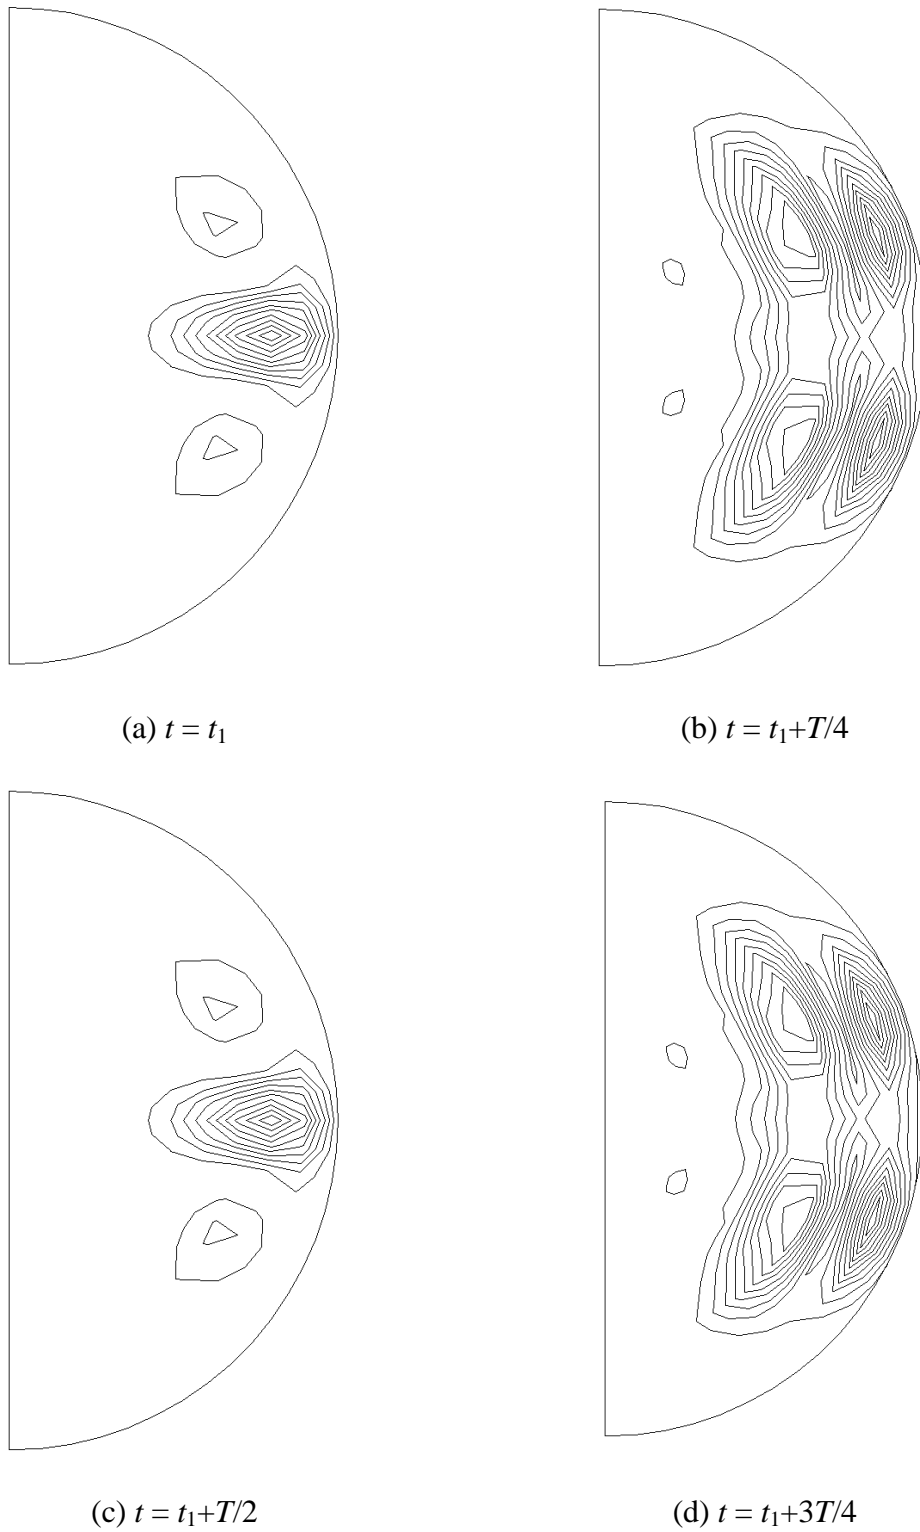 (a) t = t₁
(b) t = t₁+T/4
(c) t = t₁+T/2
(d) t = t₁+3T/4